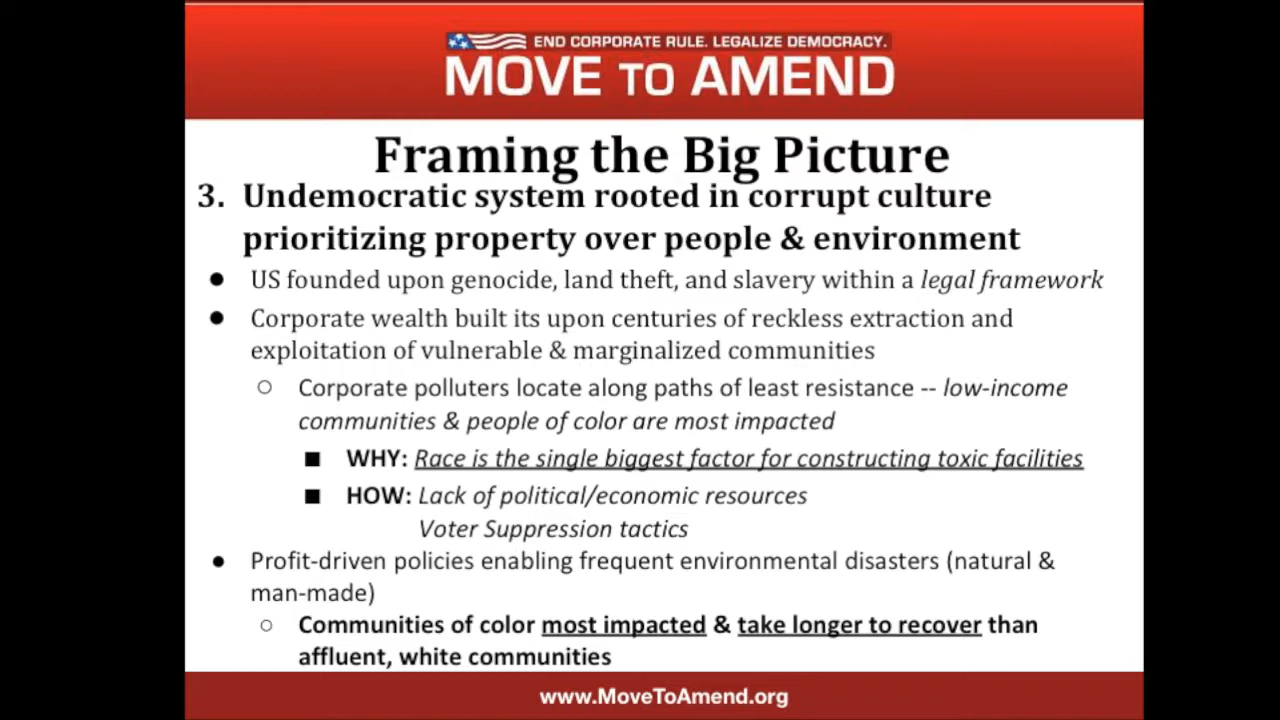 END CORPORATE RULE. LEGALIZE DEMOCRACY.
MOVE TO AMEND
Framing the Big Picture
3. Undemocratic system rooted in corrupt culture
prioritizing property over people & environment
● US founded upon genocide, land theft, and slavery within a legal framework
● Corporate wealth built its upon centuries of reckless extraction and
exploitation of vulnerable & marginalized communities
○ Corporate polluters locate along paths of least resistance -- low-income
communities & people of color are most impacted
■ WHY: Race is the single biggest factor for constructing toxic facilities
■ HOW: Lack of political/economic resources
Voter Suppression tactics
● Profit-driven policies enabling frequent environmental disasters (natural &
man-made)
○ Communities of color most impacted & take longer to recover than
affluent, white communities
www.MoveToAmend.org